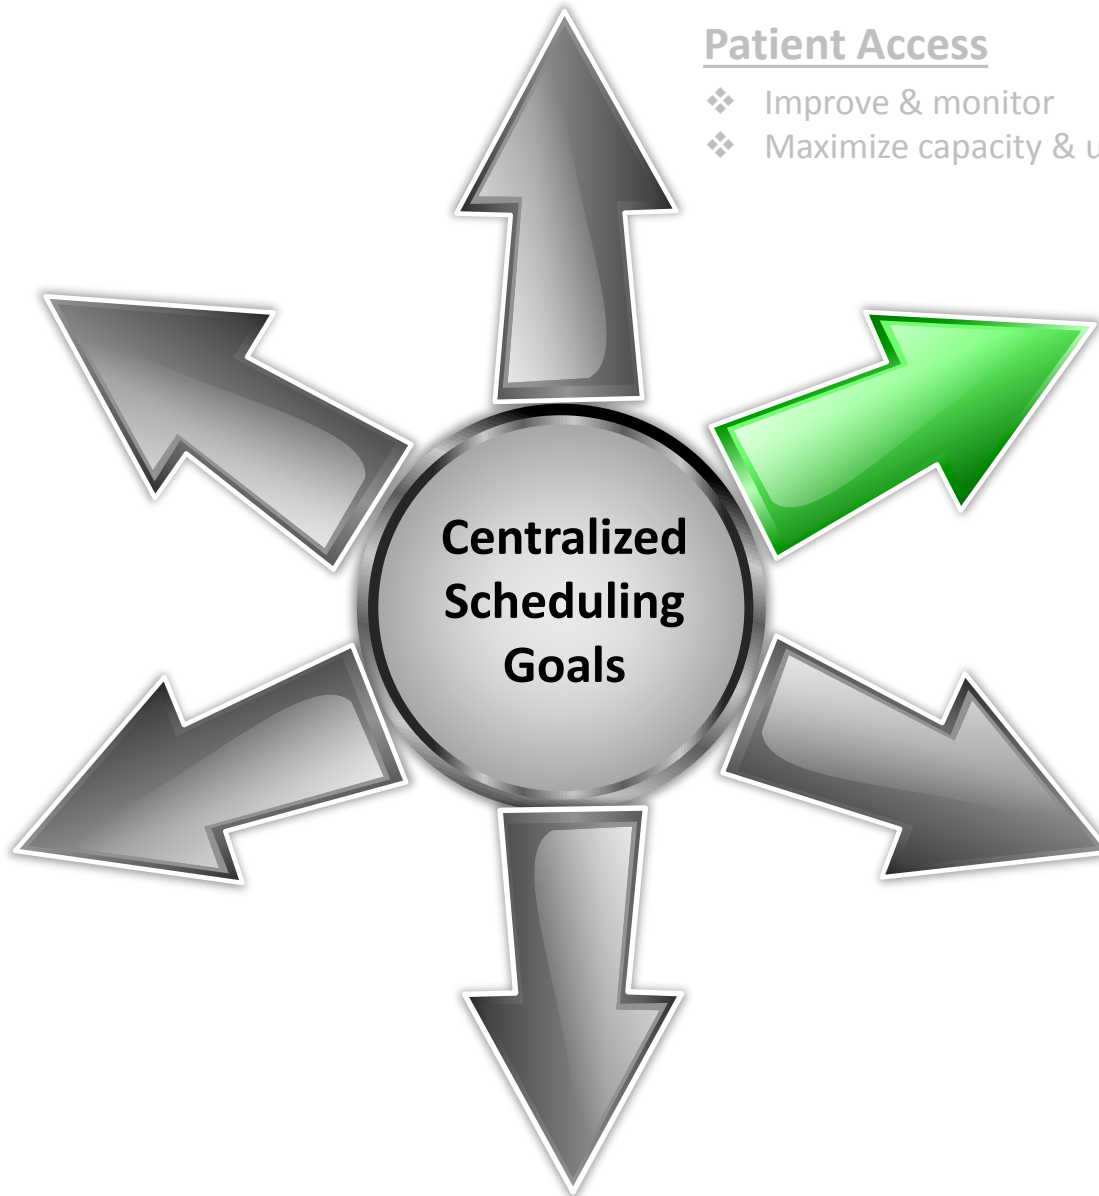 Patient Access
❖ Improve & monitor
❖ Maximize capacity &
Centralized
Scheduling
Goals